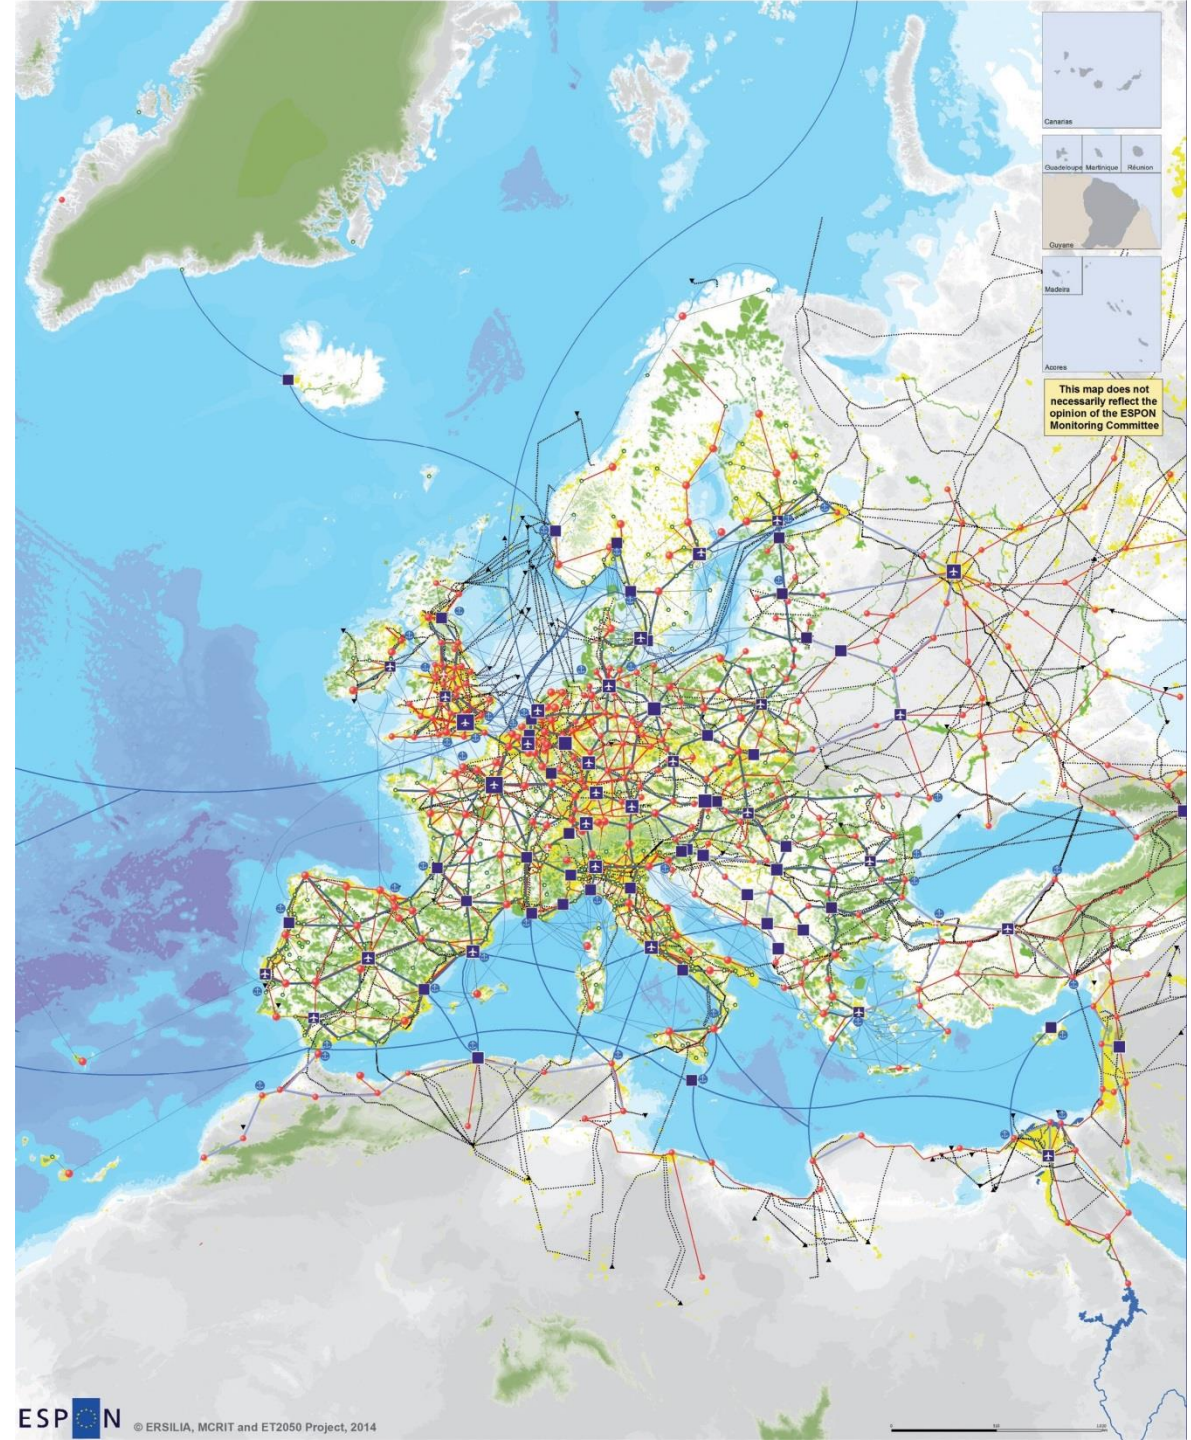 Canarias
Guadeloupe Martinique Réunion
Guyane
Madeira
Acores
This map does not
necessarily reflect the
opinion of the ESPON
Monitoring Committee
ESPON
© ERSILIA, MCRIT and ET2050 Project, 2014